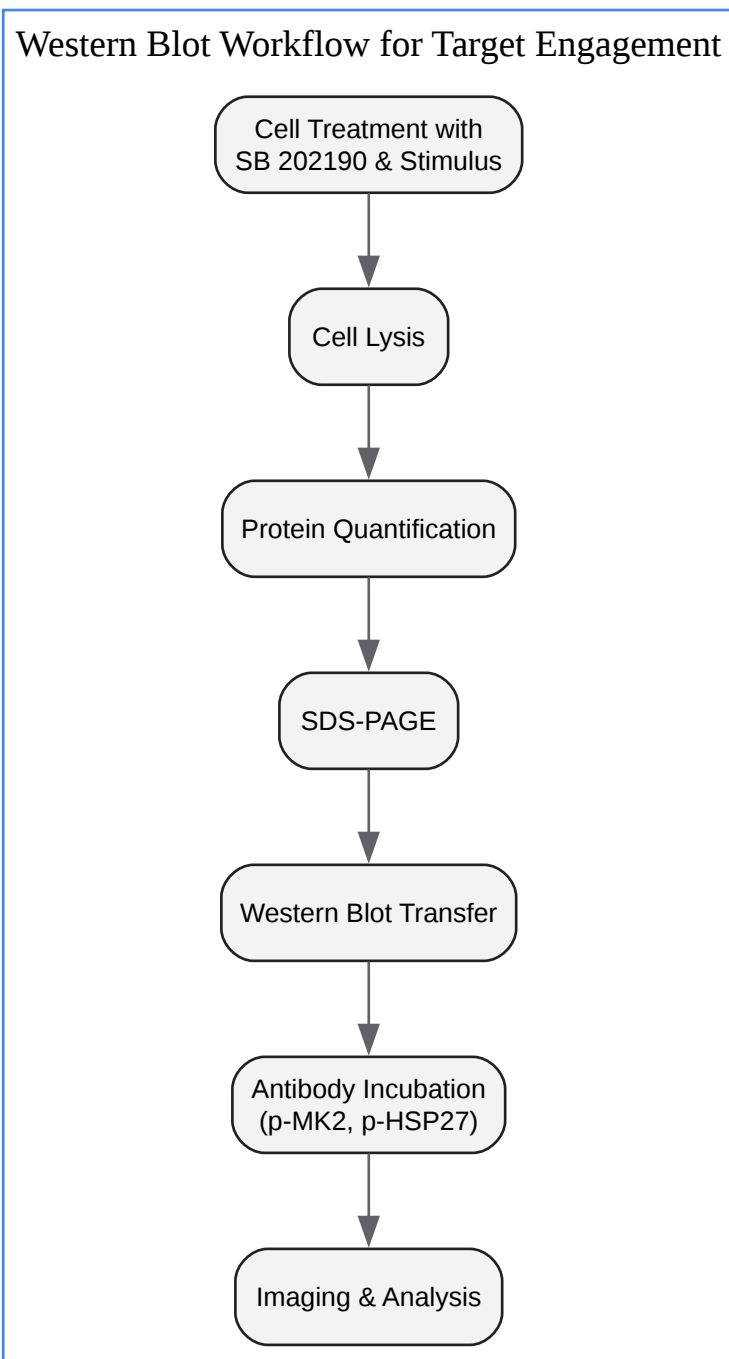 Western Blot Workflow for Target Engagement
Cell Treatment with
SB 202190 & Stimulus
Cell Lysis
Protein Quantification
SDS-PAGE
Western Blot Transfer
Antibody Incubation
(p-MK2, p-HSP27)
Imaging & Analysis